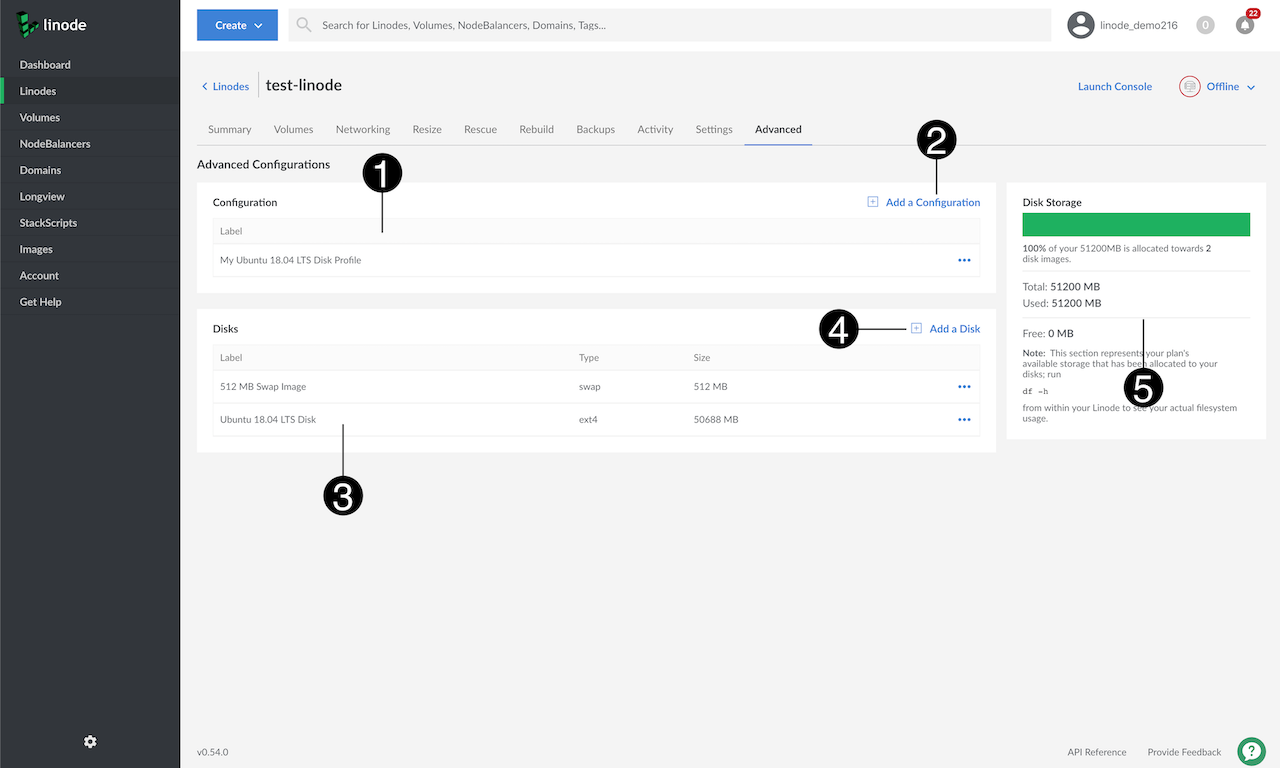 linode
Create
Search for Linodes, Volumes, NodeBalancers, Domains, Tags...
linode_demo216
0
22
Dashboard
Linodes
Volumes
NodeBalancers
Domains
Longview
StackScripts
Images
Account
Get Help
Linodes
test-linode
Launch Console
Offline
Summary Volumes Networking Resize Rescue Rebuild Backups Activity Settings Advanced
Advanced Configurations
1
2
Configuration
Add a Configuration
Label
My Ubuntu 18.04 LTS Disk Profile
Disks
4
Add a Disk
Label Type Size
512 MB Swap Image swap 512 MB
Ubuntu 18.04 LTS Disk ext4 50688 MB
3
Disk Storage
100% of your 51200MB is allocated towards 2
disk images.
Total: 51200 MB
Used: 51200 MB
Free: 0 MB
Note: This section represents your plan's
available storage that has been allocated to your
disks; run
df -h
from within your Linode to see your actual filesystem
usage.
5
v0.54.0
API Reference
Provide Feedback
?